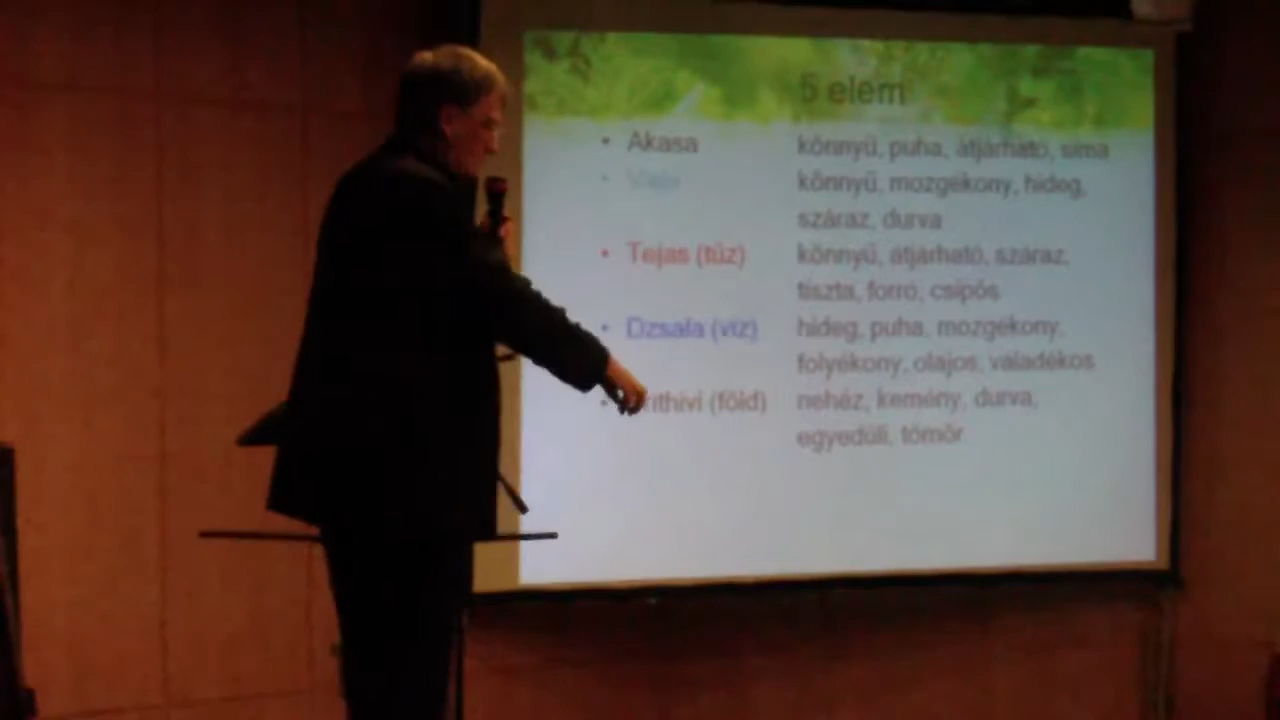 5 elem
• Akasa könnyű, puha, átjárható, sima
• könnyű, mozgékony, hideg,
száraz, durva
• Tejas (tűz) könnyű, átjárható, száraz,
tiszta, forró, csípős
• Dzsala (víz) hideg, puha, mozgékony,
folyékony, olajos, váladékos
• rithivi (föld) nehéz, kemény, durva,
egyedüli, tömör